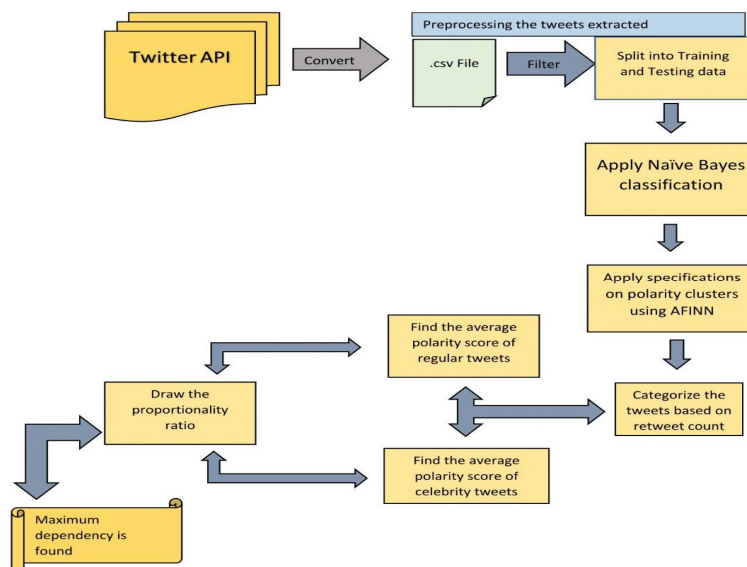 Preprocessing the tweets extracted
Twitter API
Convert
.csv File
Filter
Split into Training
and Testing data
Apply Naïve Bayes
classification
Apply specifications
on polarity clusters
using AFINN
Find the average
polarity score of
regular tweets
Draw the
proportionality
ratio
Categorize the
tweets based on
retweet count
Find the average
polarity score of
celebrity tweets
Maximum
dependency is
found